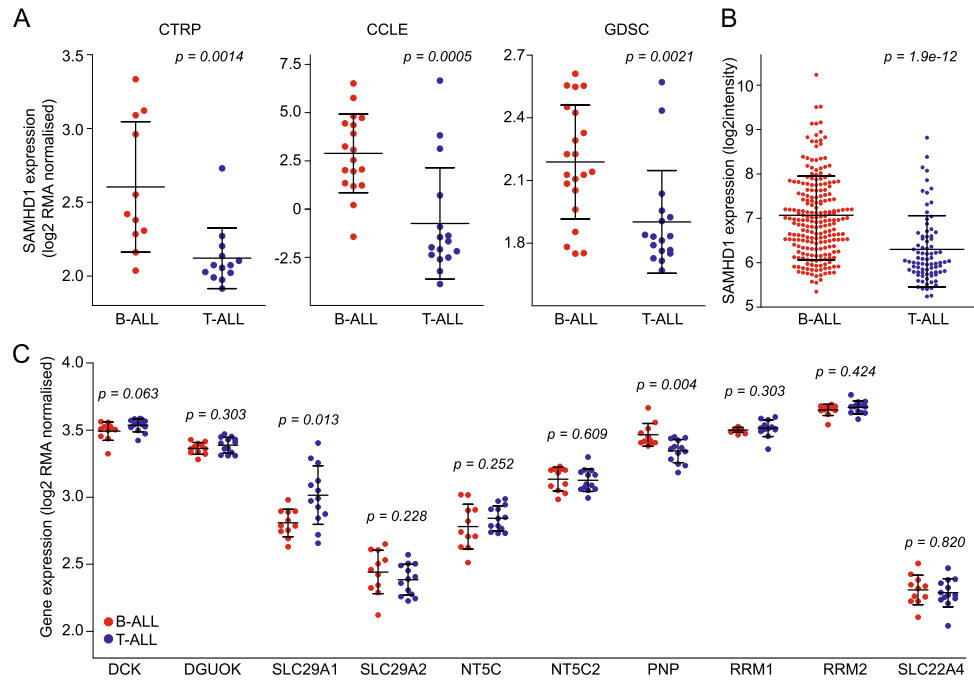 A
B
CTRP
CCLE
GDSC
p = 0.0014
p = 0.0005
p = 0.0021
p = 1.9e-12
SAMHD1 expression
(log2 RMA normalised)
3.5
3.0
2.5
2.0
7.5
5.0
2.5
0
-2.5
2.7
2.4
2.1
1.8
SAMHD1 expression (log2intensity)
10
9
8
7
6
5
B-ALL
T-ALL
B-ALL
T-ALL
B-ALL
T-ALL
B-ALL
T-ALL
C
Gene expression (log2 RMA normalised)
4.0
3.5
3.0
2.5
2.0
p = 0.063
p = 0.303
p = 0.013
p = 0.228
p = 0.252
p = 0.609
p = 0.004
p = 0.303
p = 0.424
p = 0.820
B-ALL
T-ALL
DCK
DGUOK
SLC29A1
SLC29A2
NT5C
NT5C2
PNP
RRM1
RRM2
SLC22A4